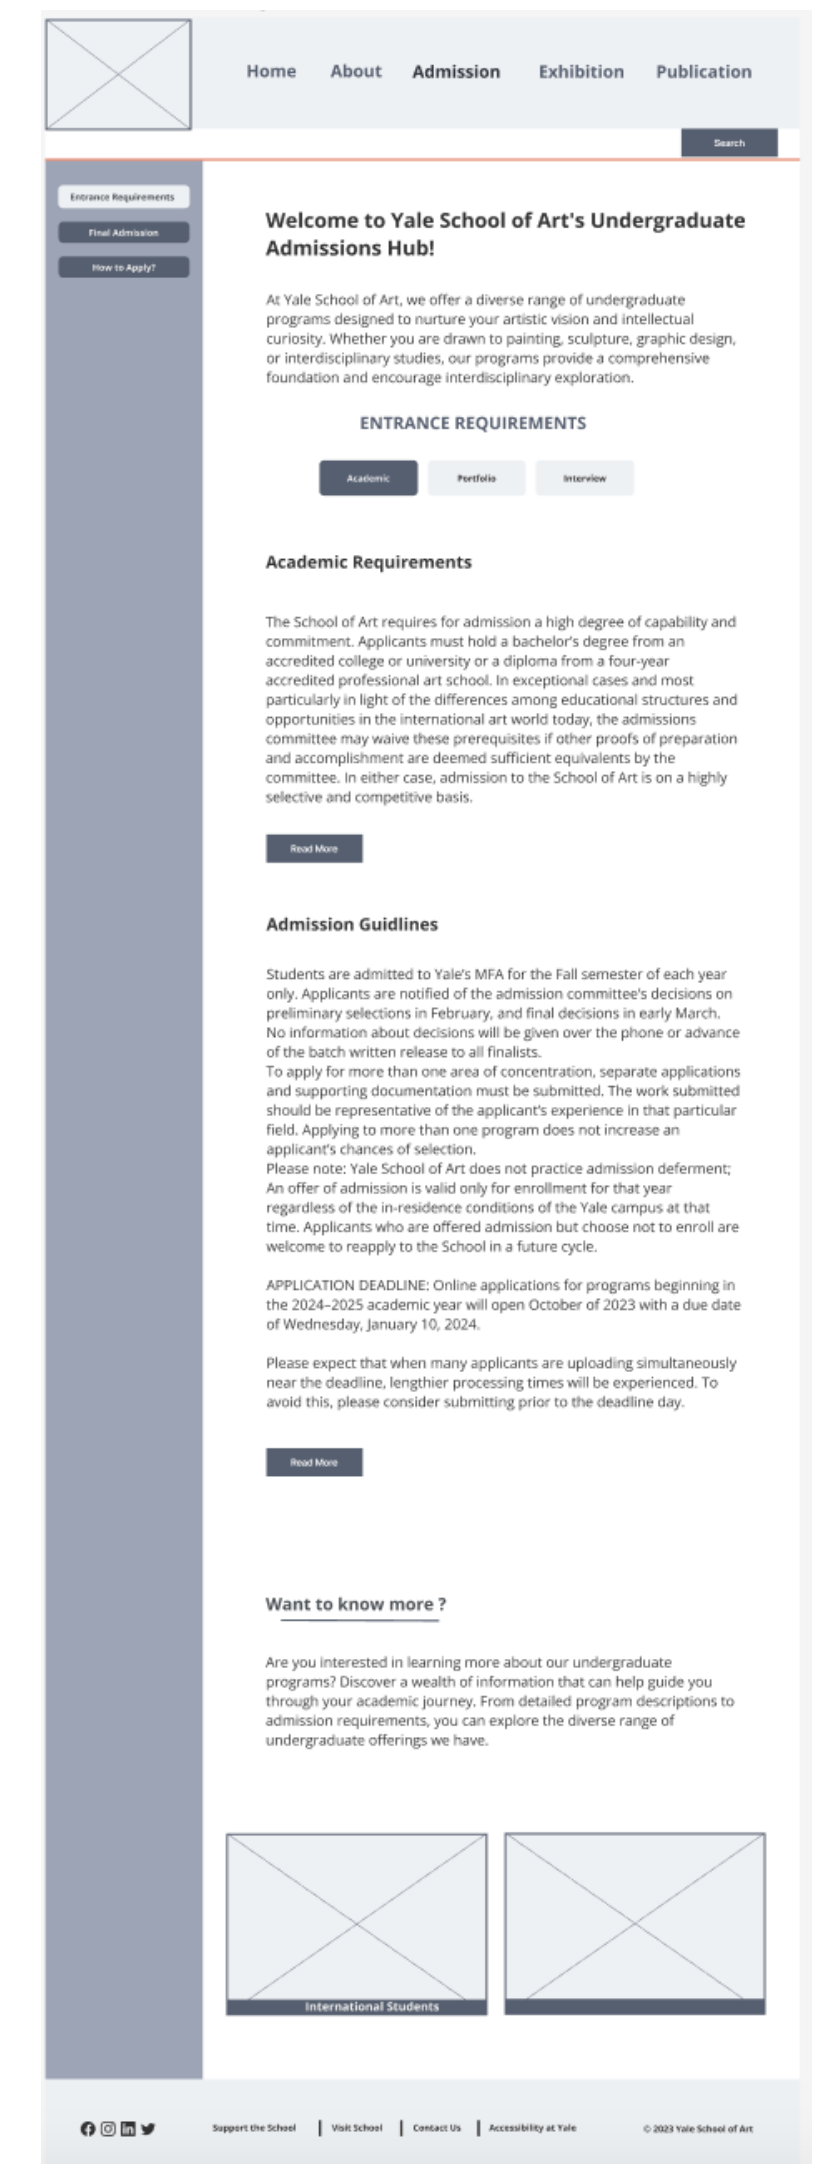 Home About Admission Exhibition Publication
Search
Entrance Requirements
Final Admission
How to Apply?
Welcome to Yale School of Art's Undergraduate
Admissions Hub!
At Yale School of Art, we offer a diverse range of undergraduate
programs designed to nurture your artistic vision and intellectual
curiosity. Whether you are drawn to painting, sculpture, graphic design,
or interdisciplinary studies, our programs provide a comprehensive
foundation and encourage interdisciplinary exploration.
ENTRANCE REQUIREMENTS
Academic Portfolio Interview
Academic Requirements
The School of Art requires for admission a high degree of capability and
commitment. Applicants must hold a bachelor's degree from an
accredited college or university or a diploma from a four-year
accredited professional art school. In exceptional cases and most
particularly in light of the differences among educational structures and
opportunities in the international art world today, the admissions
committee may waive these prerequisites if other proofs of preparation
and accomplishment are deemed sufficient equivalents by the
committee. In either case, admission to the School of Art is on a highly
selective and competitive basis.
Read More
Admission Guidlines
Students are admitted to Yale's MFA for the Fall semester of each year
only. Applicants are notified of the admission committee's decisions on
preliminary selections in February, and final decisions in early March.
No information about decisions will be given over the phone or advance
of the batch written release to all finalists.
To apply for more than one area of concentration, separate applications
and supporting documentation must be submitted. The work submitted
should be representative of the applicant's experience in that particular
field. Applying to more than one program does not increase an
applicant's chances of selection.
Please note: Yale School of Art does not practice admission deferment;
An offer of admission is valid only for enrollment for that year
regardless of the in-residence conditions of the Yale campus at that
time. Applicants who are offered admission but choose not to enroll are
welcome to reapply to the School in a future cycle.
APPLICATION DEADLINE: Online applications for programs beginning in
the 2024–2025 academic year will open October of 2023 with a due date
of Wednesday, January 10, 2024.
Please expect that when many applicants are uploading simultaneously
near the deadline, lengthier processing times will be experienced. To
avoid this, please consider submitting prior to the deadline day.
Read More
Want to know more ?
Are you interested in learning more about our undergraduate
programs? Discover a wealth of information that can help guide you
through your academic journey. From detailed program descriptions to
admission requirements, you can explore the diverse range of
undergraduate offerings we have.
International Students
Support the School | Visit School | Contact Us | Accessibility at Yale © 2023 Yale School of Art